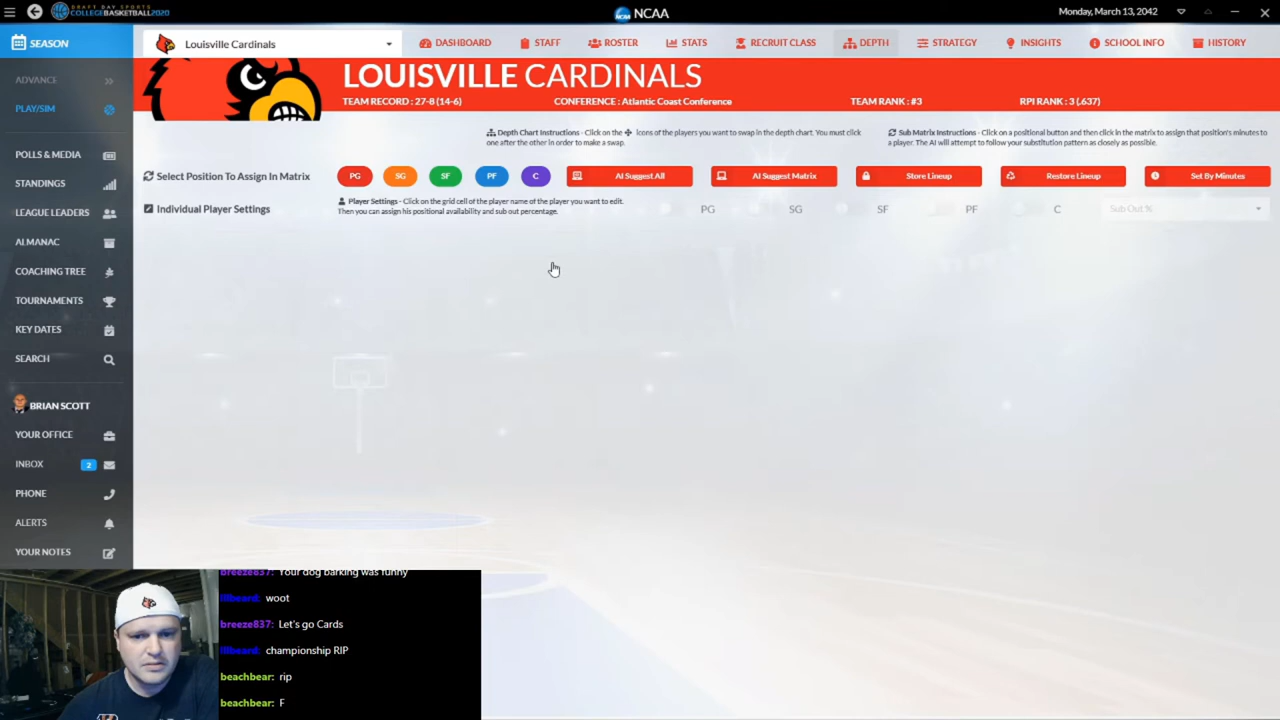 DRAFT DAY SPORTS
COLLEGE BASKETBALL 2020
NCAA
Monday, March 13, 2042
SEASON
Louisville Cardinals
DASHBOARD
STAFF
ROSTER
STATS
RECRUIT CLASS
DEPTH
STRATEGY
INSIGHTS
SCHOOL INFO
HISTORY
LOUISVILLE CARDINALS
TEAM RECORD : 27-8 (14-6)
CONFERENCE : Atlantic Coast Conference
TEAM RANK : #3
RPI RANK : 3 (.637)
ADVANCE
PLAY/SIM
POLLS & MEDIA
STANDINGS
LEAGUE LEADERS
ALMANAC
COACHING TREE
TOURNAMENTS
KEY DATES
SEARCH
BRIAN SCOTT
YOUR OFFICE
INBOX 2
PHONE
ALERTS
YOUR NOTES
Depth Chart Instructions - Click on the icons of the players you want to swap in the depth chart. You must click
one after the other in order to make a swap.
Sub Matrix Instructions - Click on a positional button and then click in the matrix to assign that position's minutes to
a player. The AI will attempt to follow your substitution pattern as closely as possible.
Select Position To Assign In Matrix
PG
SG
SF
PF
C
AI Suggest All
AI Suggest Matrix
Store Lineup
Restore Lineup
Set By Minutes
Individual Player Settings
Player Settings - Click on the grid cell of the player name of the player you want to edit.
Then you can assign his positional availability and sub out percentage.
PG
SG
SF
PF
C
Sub Out %
breeze837: Your dog barking was funny
lllbeard: woot
breeze837: Let's go Cards
lllbeard: championship RIP
beachbear: rip
beachbear: F